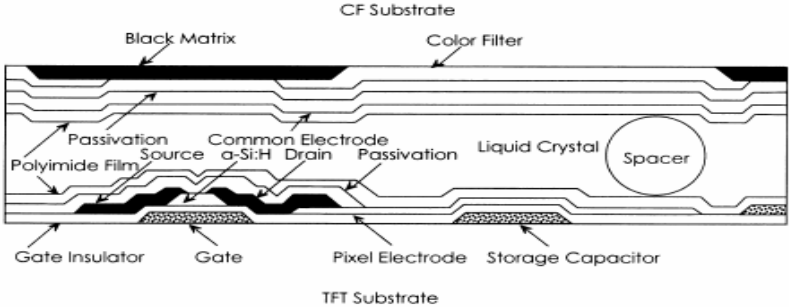 CF Substrate
Black Matrix
Color Filter
Passivation
Common Electrode
Polyimide Film
Source
a-Si:H
Drain
Passivation
Liquid Crystal
Spacer
Gate Insulator
Gate
Pixel Electrode
Storage Capacitor
TFT Substrate